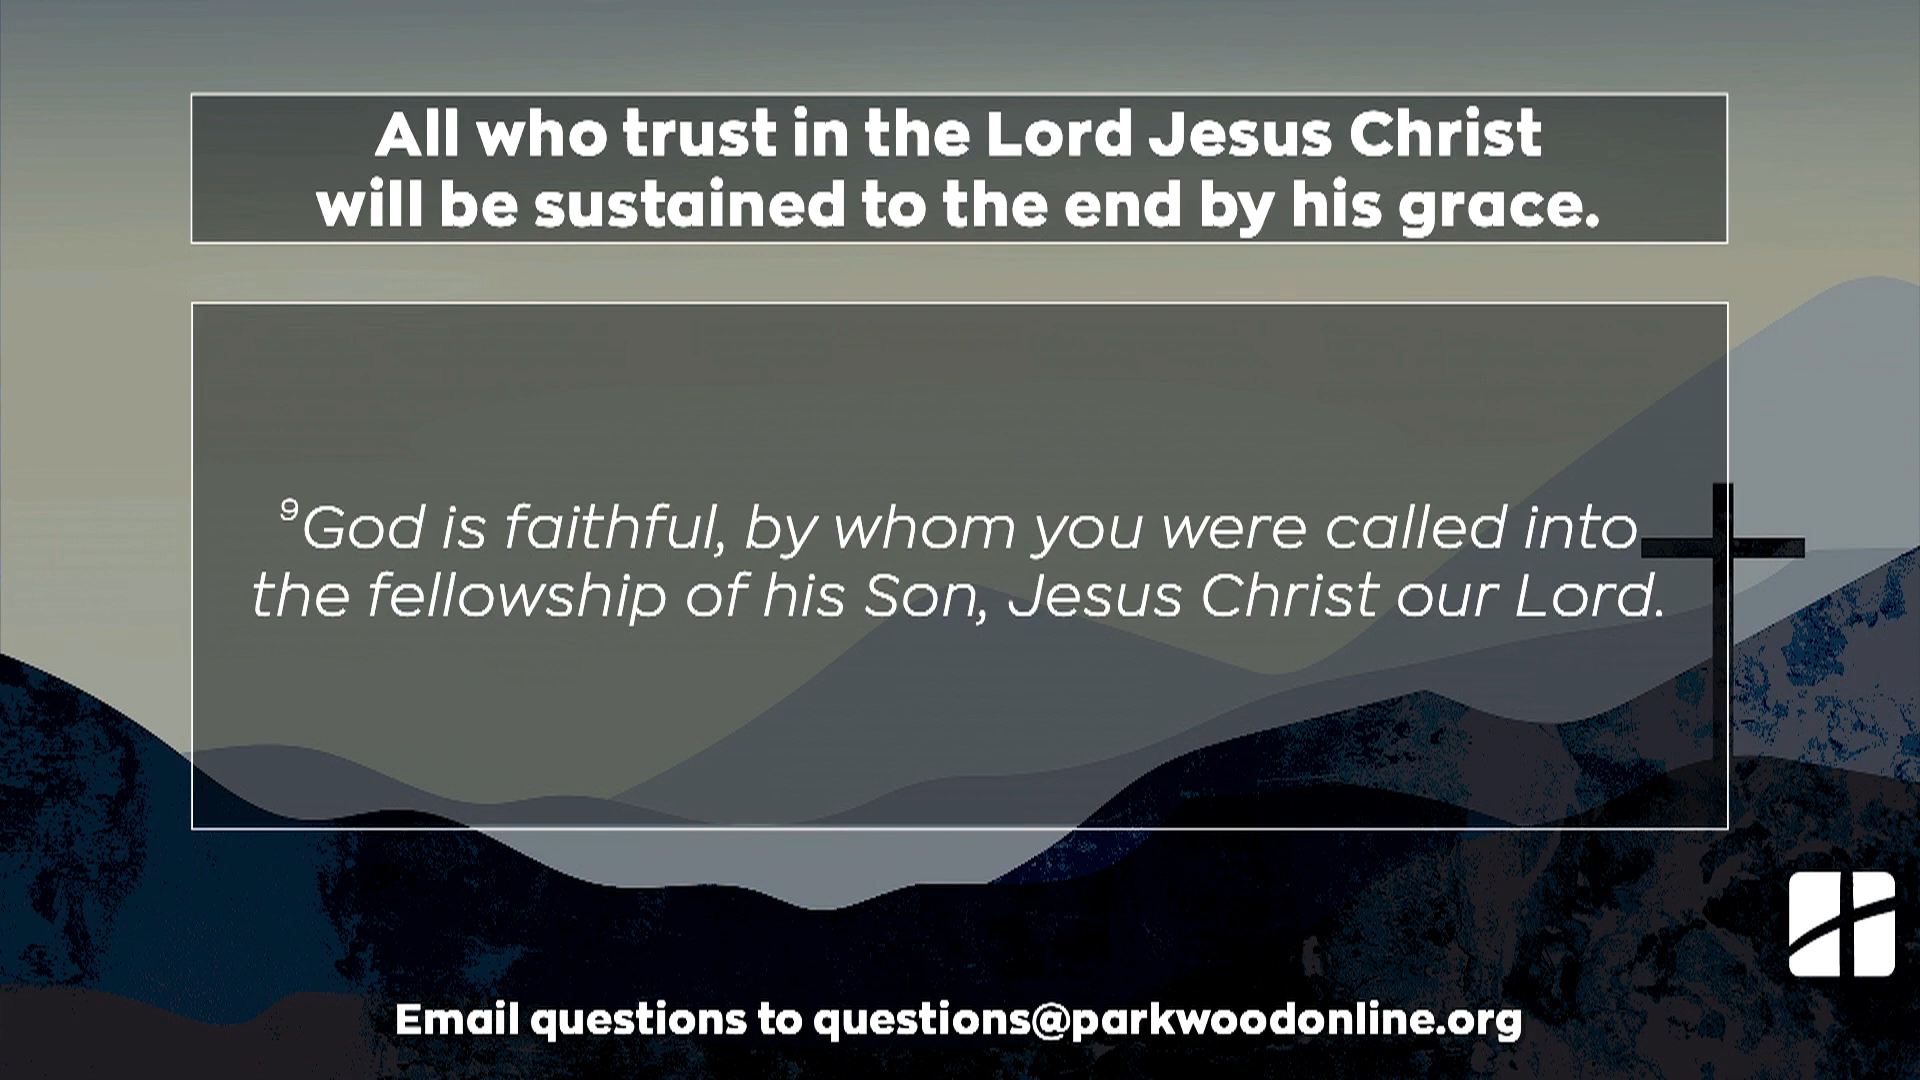 All who trust in the Lord Jesus Christ
will be sustained to the end by his grace.
⁹God is faithful, by whom you were called into
the fellowship of his Son, Jesus Christ our Lord.
Email questions to questions@parkwoodonline.org